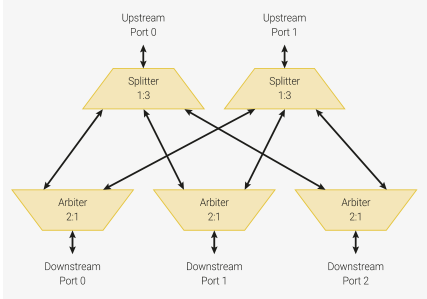 Upstream
Port 0
Upstream
Port 1
Splitter
1:3
Splitter
1:3
Arbiter
2:1
Arbiter
2:1
Arbiter
2:1
Downstream
Port 0
Downstream
Port 1
Downstream
Port 2